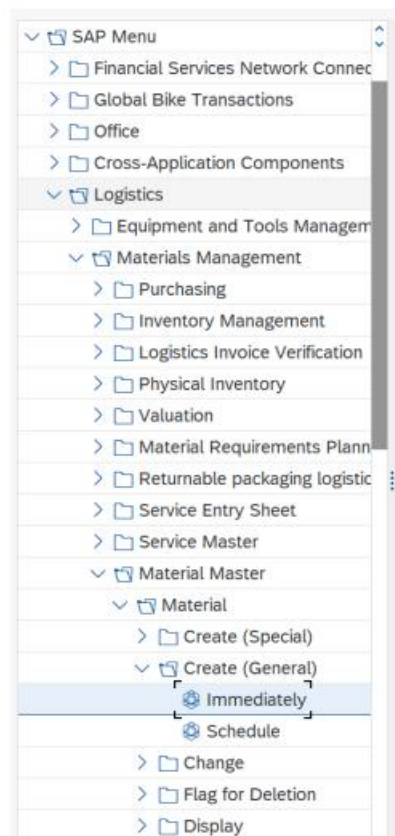 SAP Menu
Financial Services Network Connec
Global Bike Transactions
Office
Cross-Application Components
Logistics
Equipment and Tools Managem
Materials Management
Purchasing
Inventory Management
Logistics Invoice Verification
Physical Inventory
Valuation
Material Requirements Plann
Returnable packaging logistic
Service Entry Sheet
Service Master
Material Master
Material
Create (Special)
Create (General)
Immediately
Schedule
Change
Flag for Deletion
Display